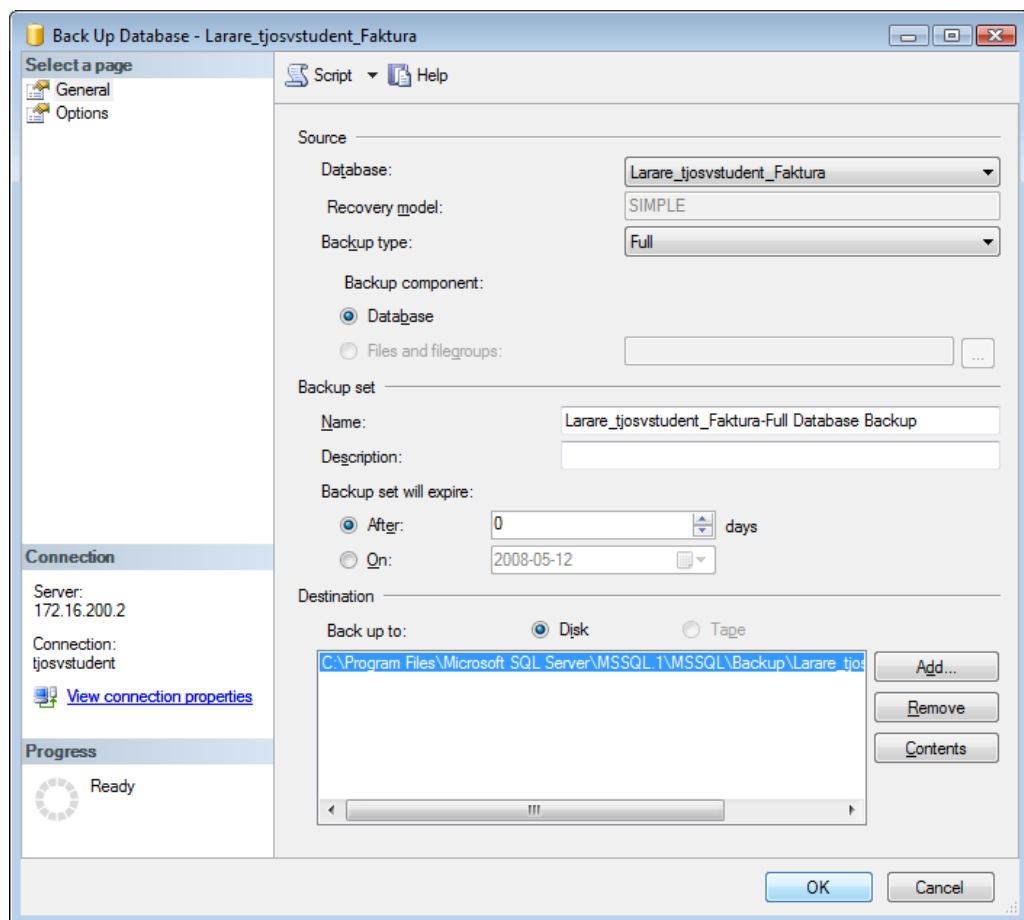 Back Up Database - Larare_tjosvstudent_Faktura
Select a page
General
Options
Script Help
Source
Database: Larare_tjosvstudent_Faktura
Recovery model: SIMPLE
Backup type: Full
Backup component:
Database
Files and filegroups: ...
Backup set
Name: Larare_tjosvstudent_Faktura-Full Database Backup
Description:
Backup set will expire:
After: 0 days
On: 2008-05-12
Destination
Back up to: Disk Tape
C:\Program Files\Microsoft SQL Server\MSSQL.1\MSSQL\Backup\Larare_tjos
Add...
Remove
Contents
Connection
Server:
172.16.200.2
Connection:
tjosvstudent
View connection properties
Progress
Ready
OK Cancel